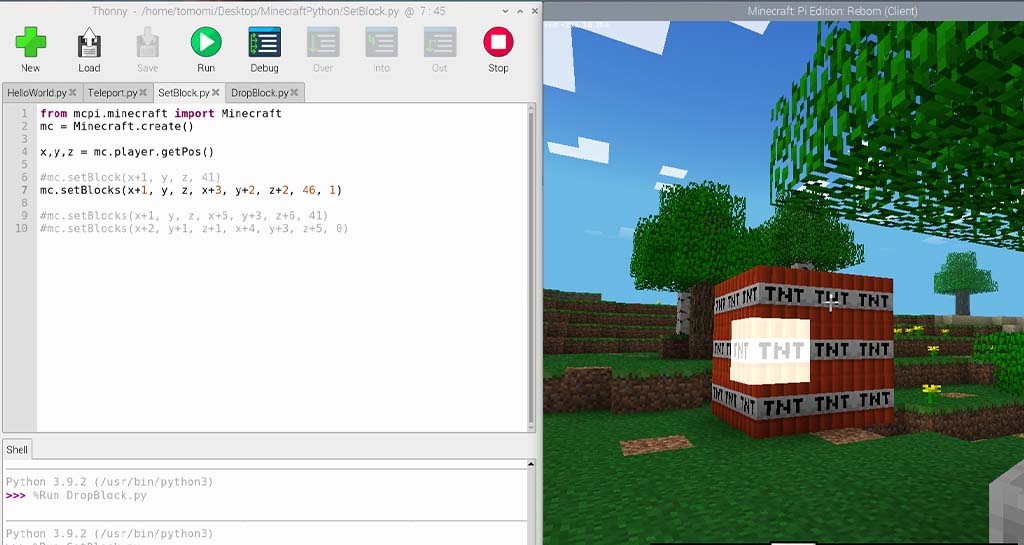 Thonny - /home/tomomi/Desktop/MinecraftPython/SetBlock.py @ 7:45
New Load Save Run Debug Over Into Out Stop
HelloWorld.py Teleport.py SetBlock.py DropBlock.py
1 from mcpi.minecraft import Minecraft
2 mc = Minecraft.create()
3
4 x,y,z = mc.player.getPos()
5
6 #mc.setBlock(x+1, y, z, 41)
7 mc.setBlocks(x+1, y, z, x+3, y+2, z+2, 46, 1)
8
9 #mc.setBlocks(x+1, y, z, x+5, y+3, z+6, 41)
10 #mc.setBlocks(x+2, y+1, z+1, x+4, y+3, z+5, 0)
Shell
Python 3.9.2 (/usr/bin/python3)
>>> %Run DropBlock.py
Python 3.9.2 (/usr/bin/python3)
Minecraft Pi Edition: Reborn (Client)
TNT TNT TNT TNT TNT
TNT TNT TNT TNT
TNT TNT TNT TNT TNT TNT